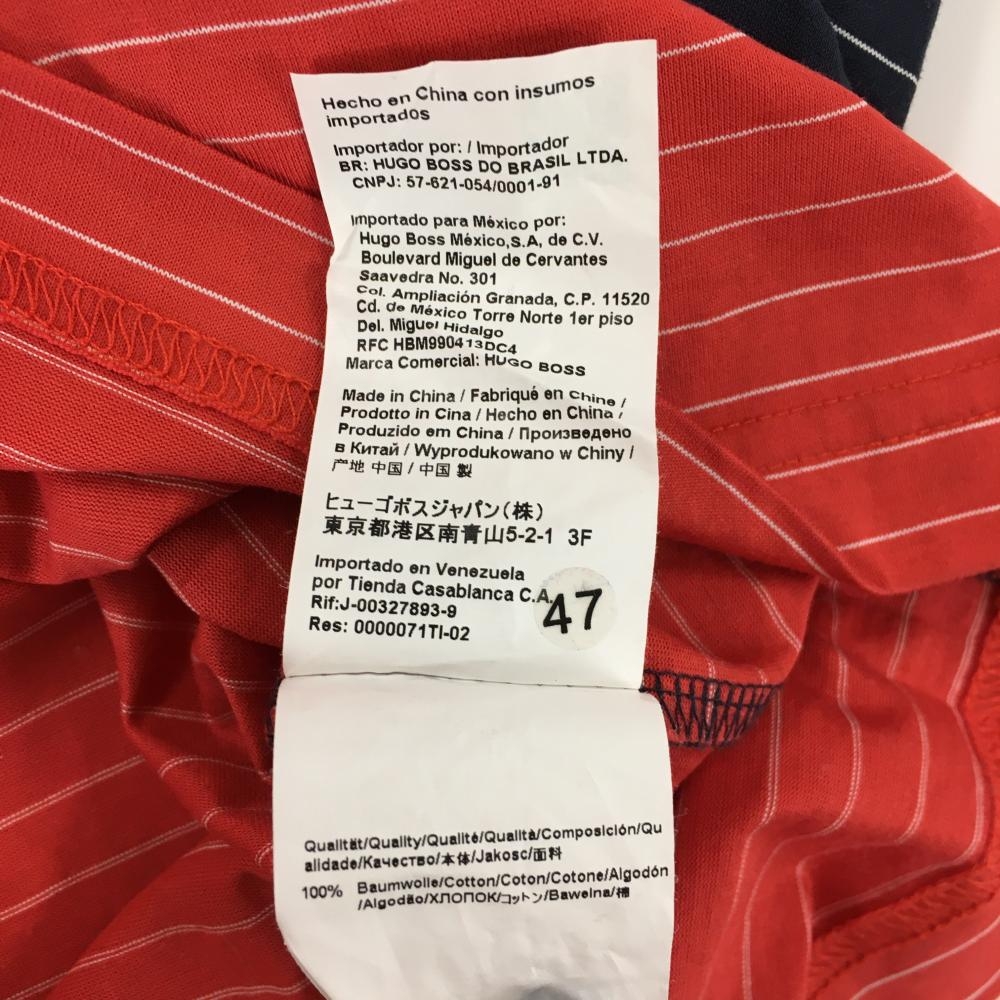 Hecho en China con insumos
importados
Importador por: / Importador
BR: HUGO BOSS DO BRASIL LTDA.
CNPJ: 57-621-054/0001-91
Importado para México por:
Hugo Boss México,S.A, de C.V.
Boulevard Miguel de Cervantes
Saavedra No. 301
Col. Ampliación Granada, C.P. 11520
Cd. de México Torre Norte 1er piso
Del. Miguel Hidalgo
RFC HBM990413DC4
Marca Comercial: HUGO BOSS
Made in China / Fabriqué en Chine /
Prodotto in Cina / Hecho en China /
Produzido em China / Произведено
в Китай / Wyprodukowano w Chiny /
产地 中国 / 中国 製
ヒューゴボスジャパン(株)
東京都港区南青山5-2-1 3F
Importado en Venezuela
por Tienda Casablanca C.A.
Rif:J-00327893-9
Res: 0000071TI-02
47
Qualität/Quality/Qualité/Qualità/Composición/Qu
alidade/Качество/本体/Jakosc/面料
100% Baumwolle/Cotton/Coton/Cotone/Algodón
/Algodão/ХЛОПОК/コットン/Bawelna/棉